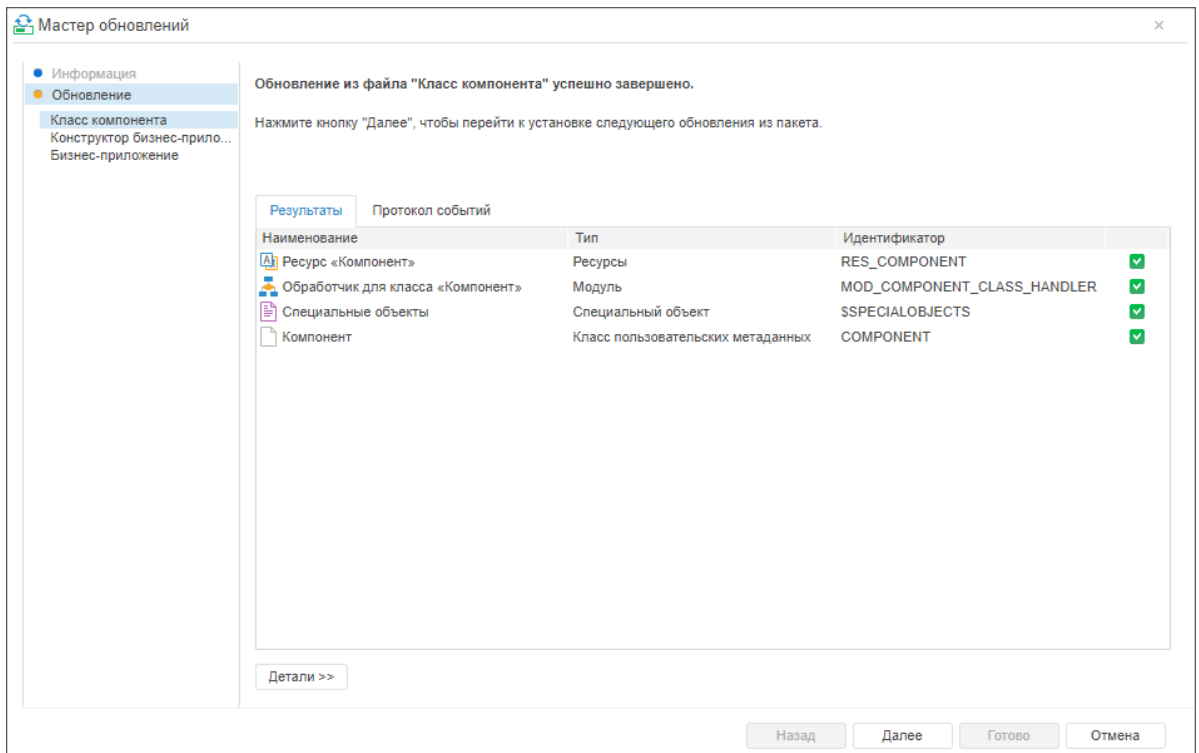 Мастер обновлений
Информация
Обновление
Класс компонента
Конструктор бизнес-прило...
Бизнес-приложение
Обновление из файла "Класс компонента" успешно завершено.
Нажмите кнопку "Далее", чтобы перейти к установке следующего обновления из пакета.
Результаты Протокол событий
Наименование Тип Идентификатор
Ресурс «Компонент» Ресурсы RES_COMPONENT
Обработчик для класса «Компонент» Модуль MOD_COMPONENT_CLASS_HANDLER
Специальные объекты Специальный объект $SPECIALOBJECTS
Компонент Класс пользовательских метаданных COMPONENT
Детали >>
Назад Далее Готово Отмена